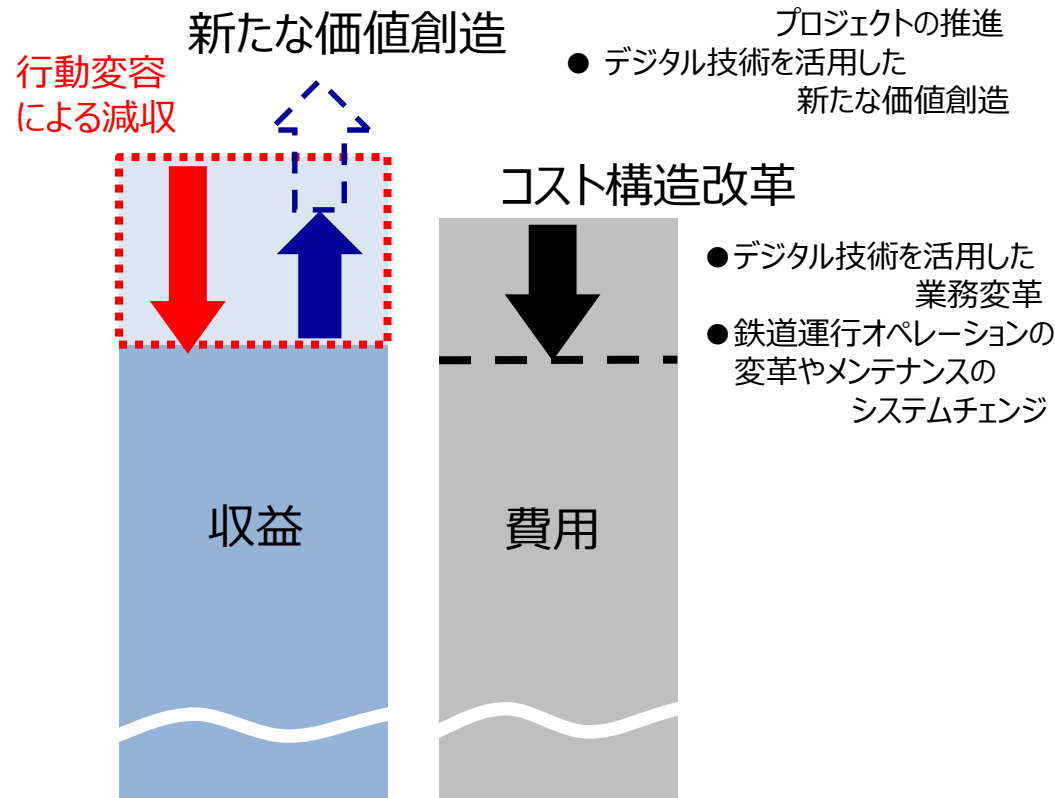 新たな価値創造
プロジェクトの推進
● デジタル技術を活用した
新たな価値創造
行動変容
による減収
コスト構造改革
●デジタル技術を活用した
業務変革
●鉄道運行オペレーションの
変革やメンテナンスの
システムチェンジ
収益
費用